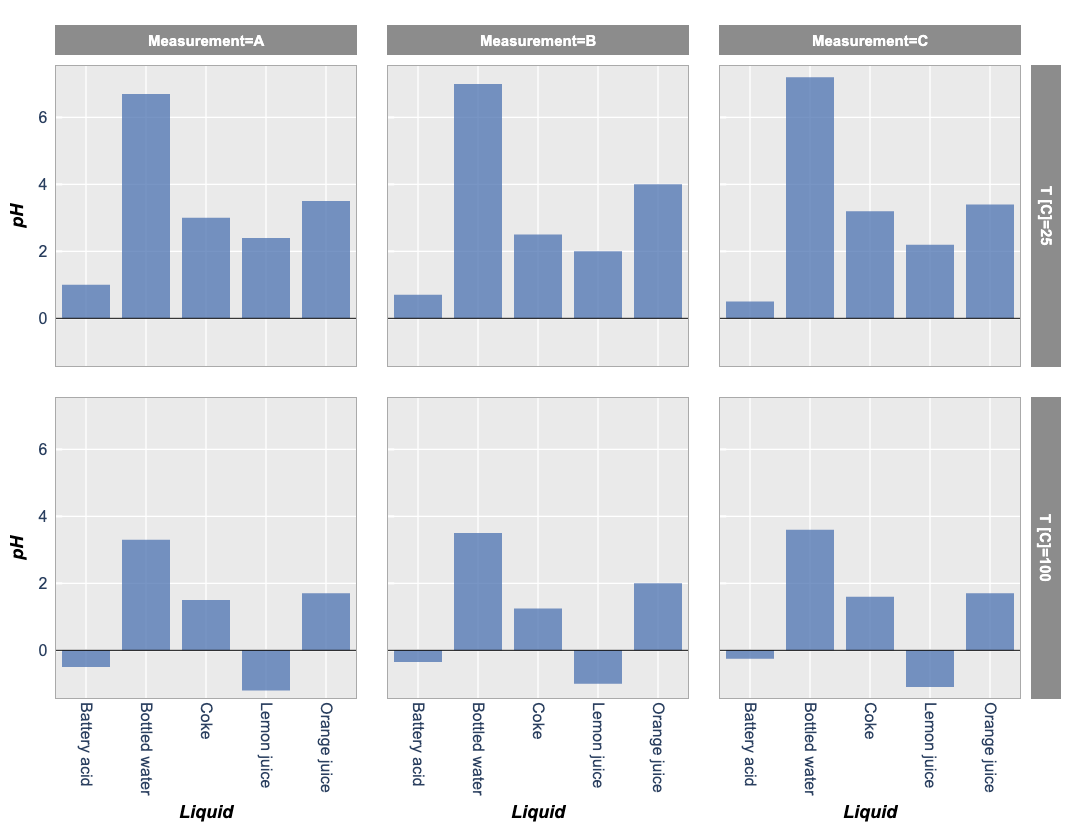 Measurement=A
Measurement=B
Measurement=C
pH
6
4
2
0
T [C]=25
pH
6
4
2
0
T [C]=100
Battery acid
Bottled water
Coke
Lemon juice
Orange juice
Battery acid
Bottled water
Coke
Lemon juice
Orange juice
Battery acid
Bottled water
Coke
Lemon juice
Orange juice
Liquid
Liquid
Liquid